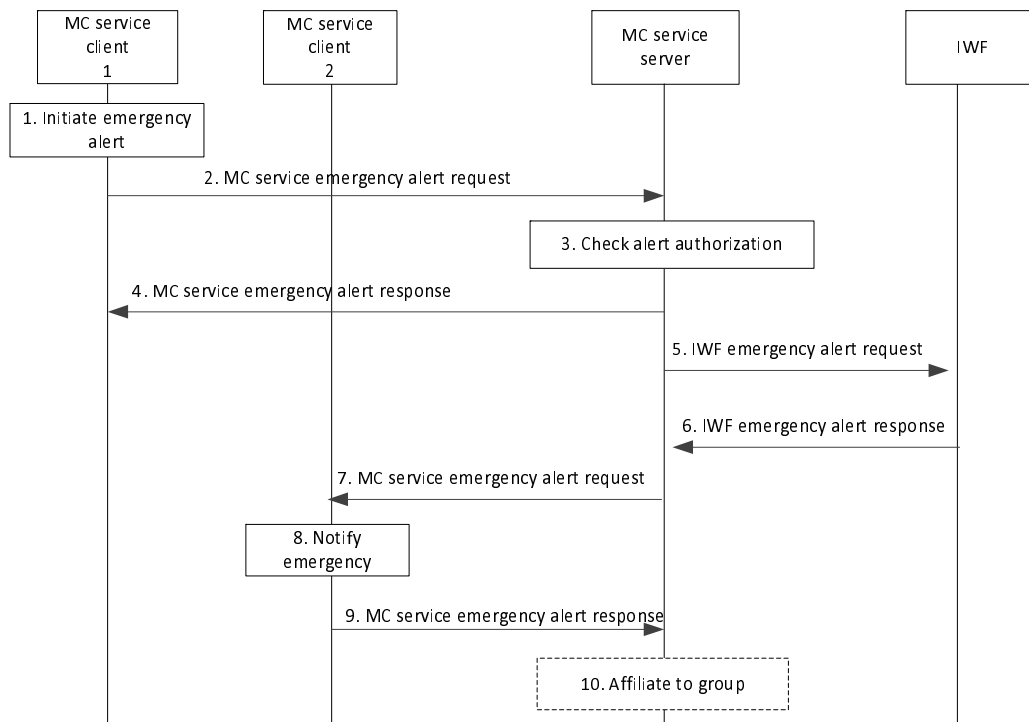 MC service
client
1
MC service
client
2
MC service
server
IWF
1. Initiate emergency
alert
2. MC service emergency alert request
3. Check alert authorization
4. MC service emergency alert response
5. IWF emergency alert request
6. IWF emergency alert response
7. MC service emergency alert request
8. Notify
emergency
9. MC service emergency alert response
10. Affiliate to group